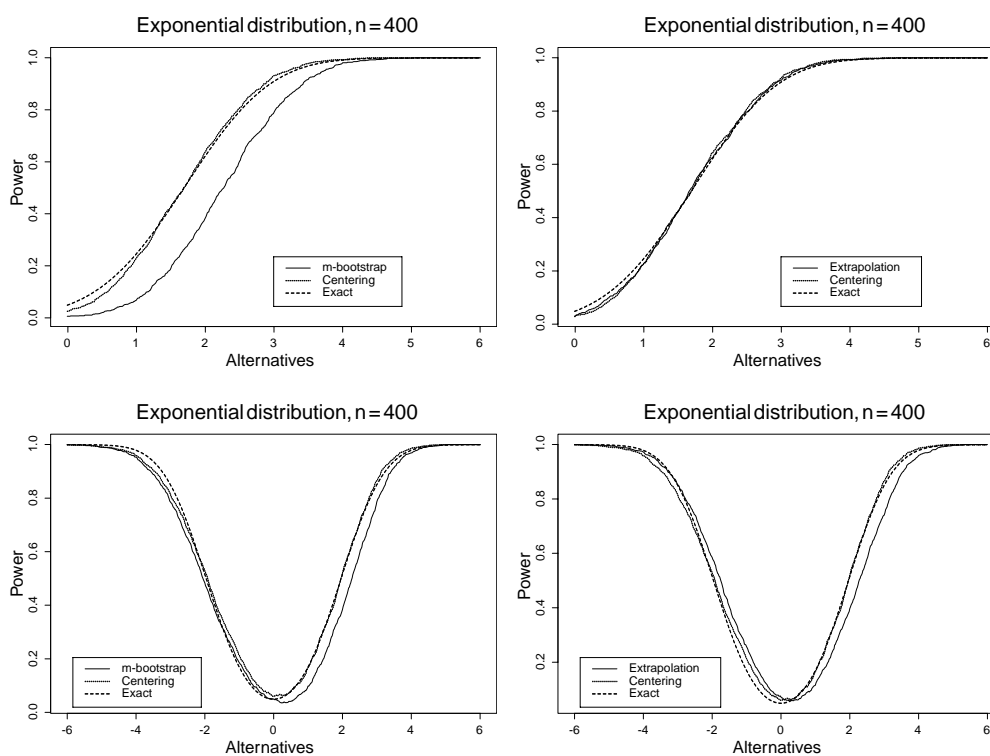 Exponential distribution, n = 400
Power
0.0 0.2 0.4 0.6 0.8 1.0
m-bootstrap
Centering
Exact
0 1 2 3 4 5 6
Alternatives
Exponential distribution, n = 400
Power
0.0 0.2 0.4 0.6 0.8 1.0
Extrapolation
Centering
Exact
0 1 2 3 4 5 6
Alternatives
Exponential distribution, n = 400
Power
0.0 0.2 0.4 0.6 0.8 1.0
m-bootstrap
Centering
Exact
-6 -4 -2 0 2 4 6
Alternatives
Exponential distribution, n = 400
Power
0.2 0.4 0.6 0.8 1.0
Extrapolation
Centering
Exact
-6 -4 -2 0 2 4 6
Alternatives